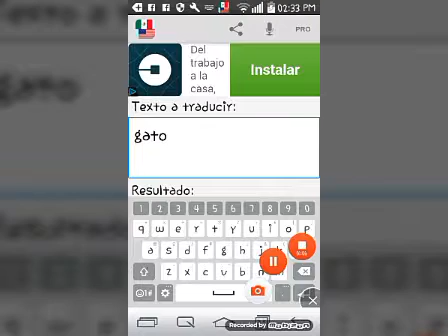 02:33 PM
PRO
Del
trabajo
a la
casa,
Instalar
Texto a traducir:
gato
Resultado:
1 2 3 4 5 6 7 8 9 0
q w e r t y u i o p
a s d f g h j
z x c v b n m
Recorded by